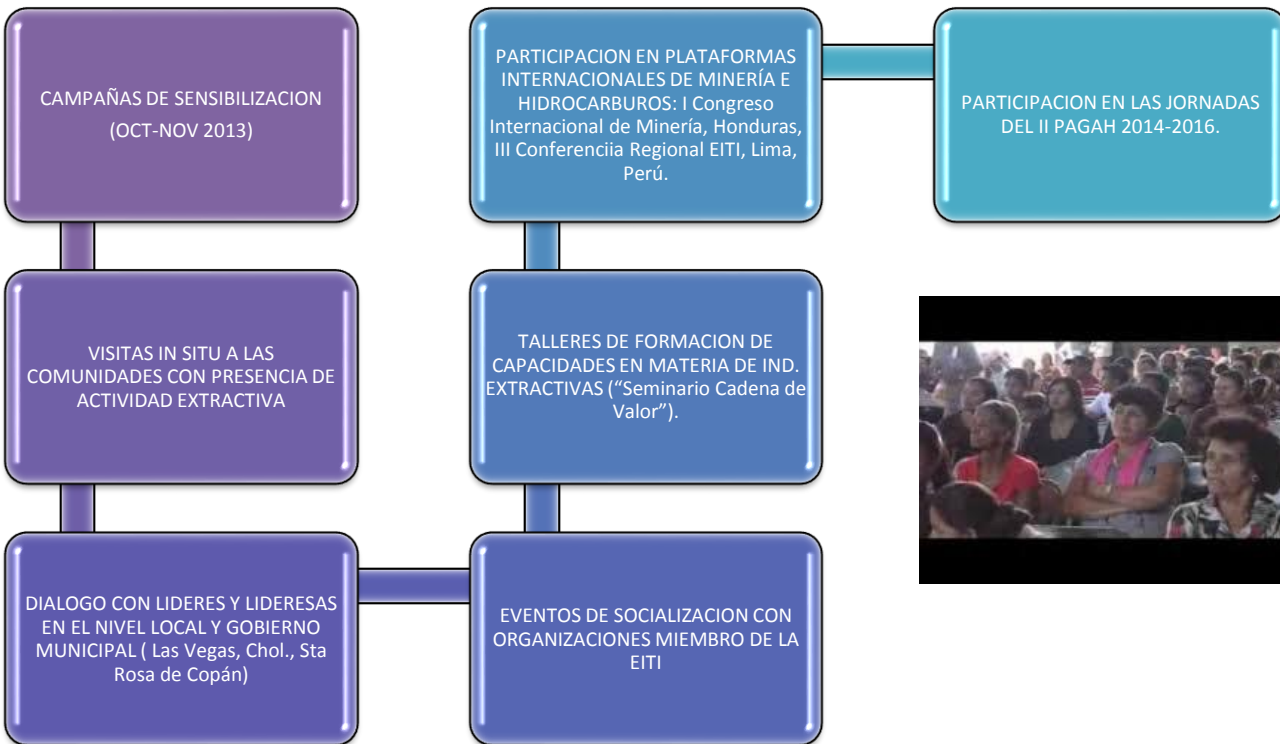 CAMPAÑAS DE SENSIBILIZACION
(OCT-NOV 2013)
VISITAS IN SITU A LAS
COMUNIDADES CON PRESENCIA DE
ACTIVIDAD EXTRACTIVA
DIALOGO CON LIDERES Y LIDERESAS
EN EL NIVEL LOCAL Y GOBIERNO
MUNICIPAL ( Las Vegas, Chol., Sta
Rosa de Copán)
EVENTOS DE SOCIALIZACION CON
ORGANIZACIONES MIEMBRO DE LA
EITI
TALLERES DE FORMACION DE
CAPACIDADES EN MATERIA DE IND.
EXTRACTIVAS (“Seminario Cadena de
Valor”).
PARTICIPACION EN PLATAFORMAS
INTERNACIONALES DE MINERÍA E
HIDROCARBUROS: I Congreso
Internacional de Minería, Honduras,
III Conferenciia Regional EITI, Lima,
Perú.
PARTICIPACION EN LAS JORNADAS
DEL II PAGAH 2014-2016.